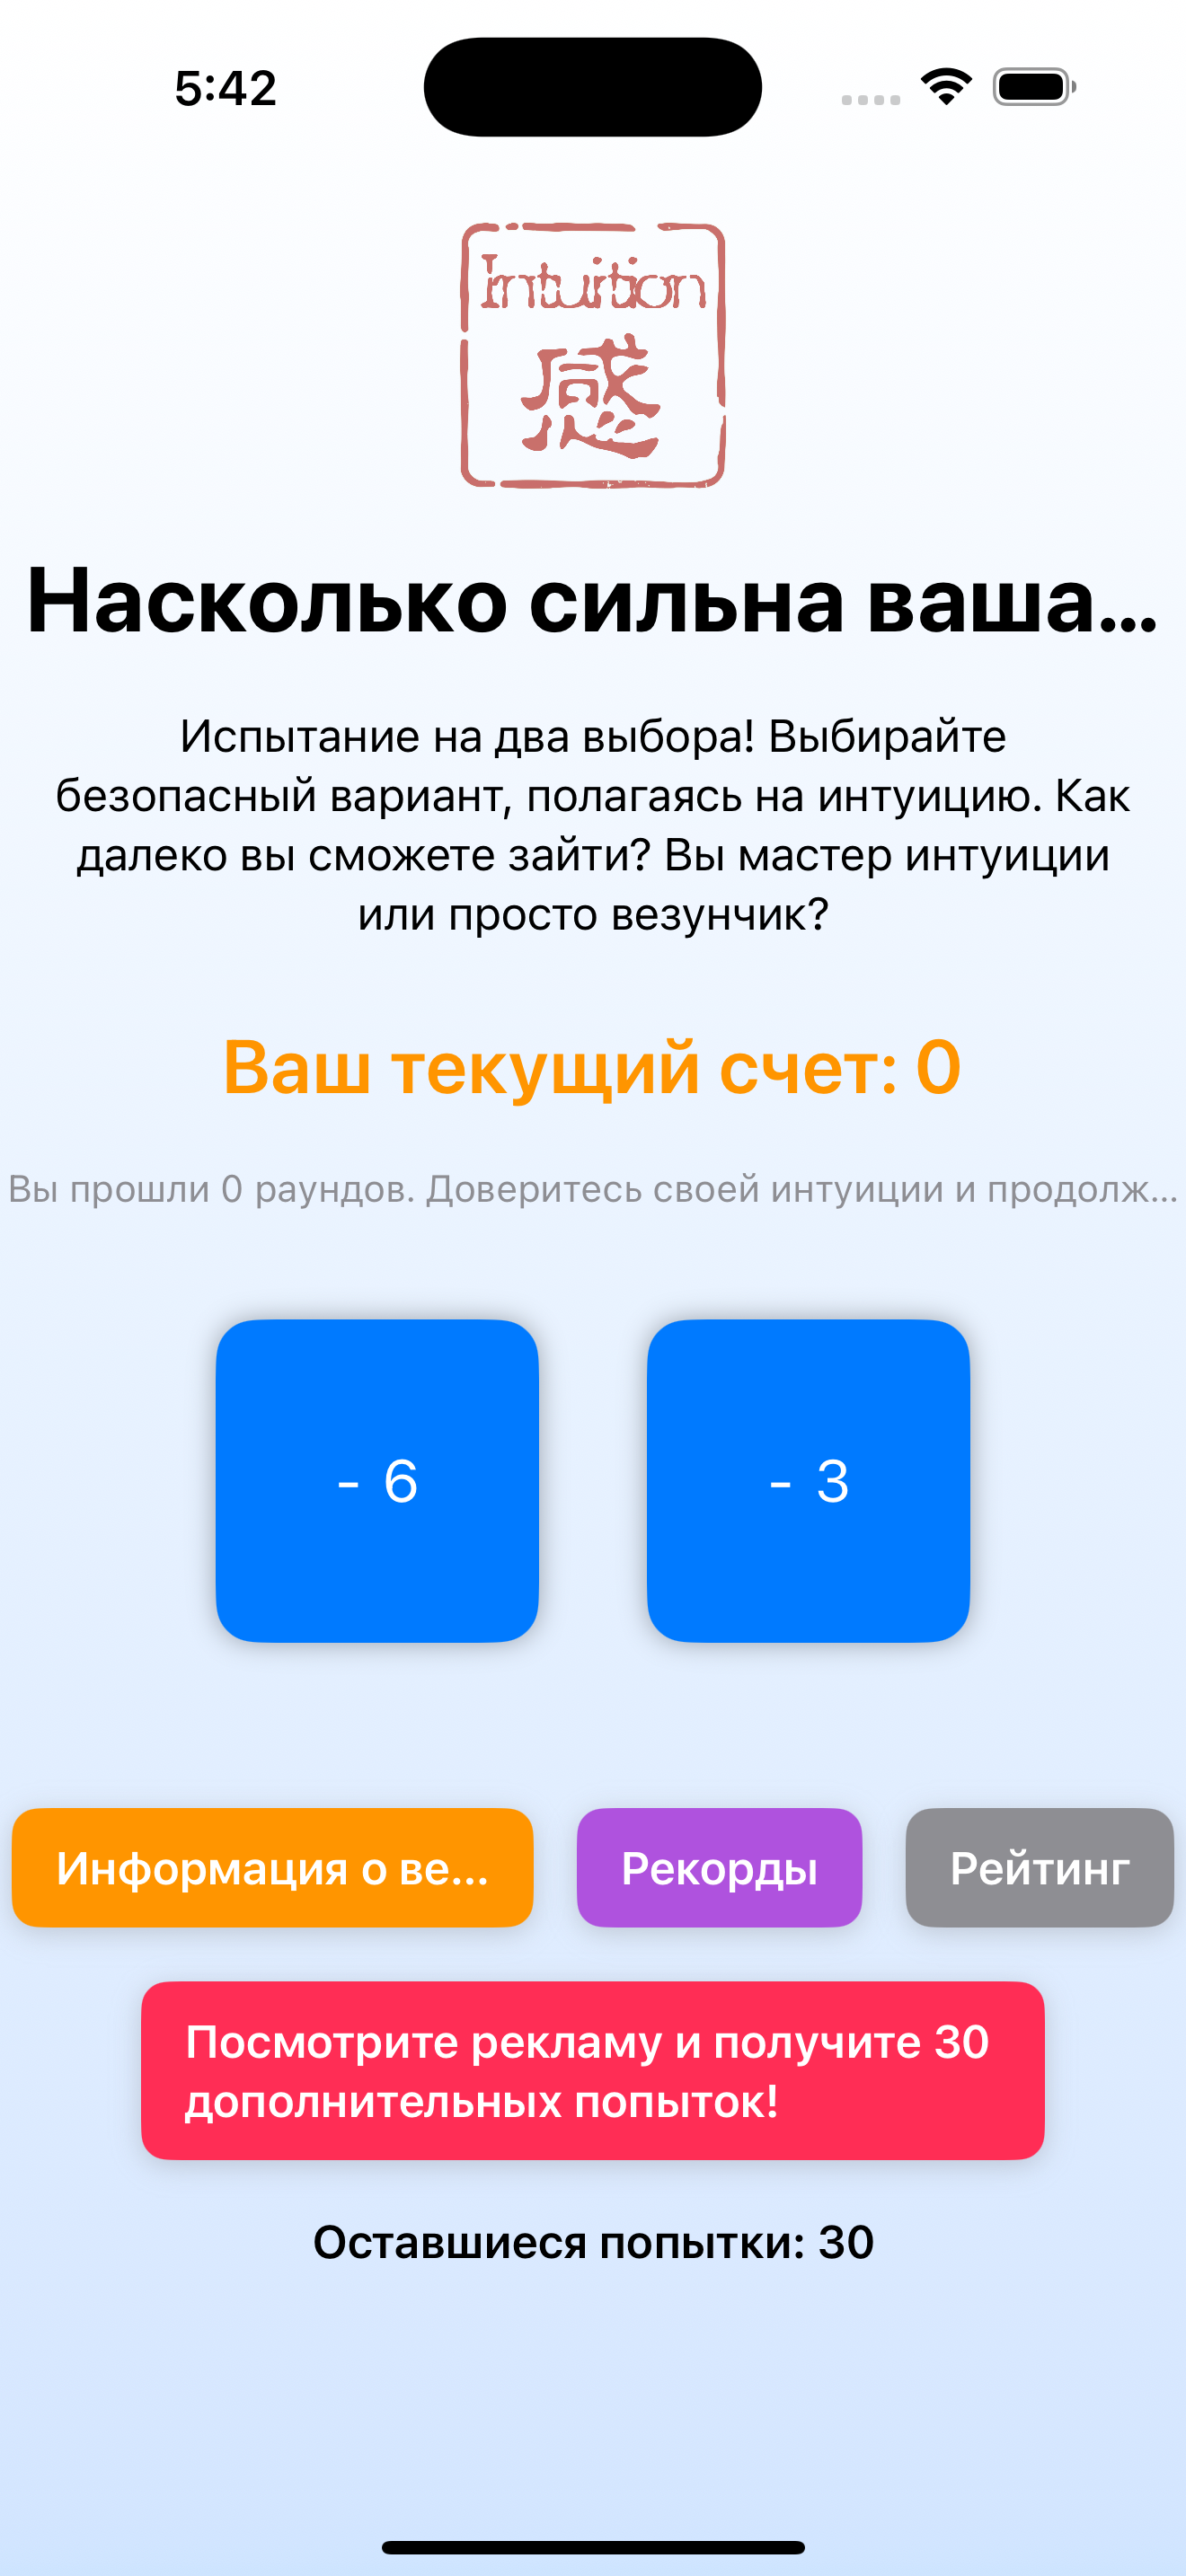 5:42
Intuition
感
Насколько сильна ваша...
Испытание на два выбора! Выбирайте
безопасный вариант, полагаясь на интуицию. Как
далеко вы сможете зайти? Вы мастер интуиции
или просто везунчик?
Ваш текущий счет: 0
Вы прошли 0 раундов. Доверитесь своей интуиции и продолж...
- 6
- 3
Информация о ве...
Рекорды
Рейтинг
Посмотрите рекламу и получите 30
дополнительных попыток!
Оставшиеся попытки: 30